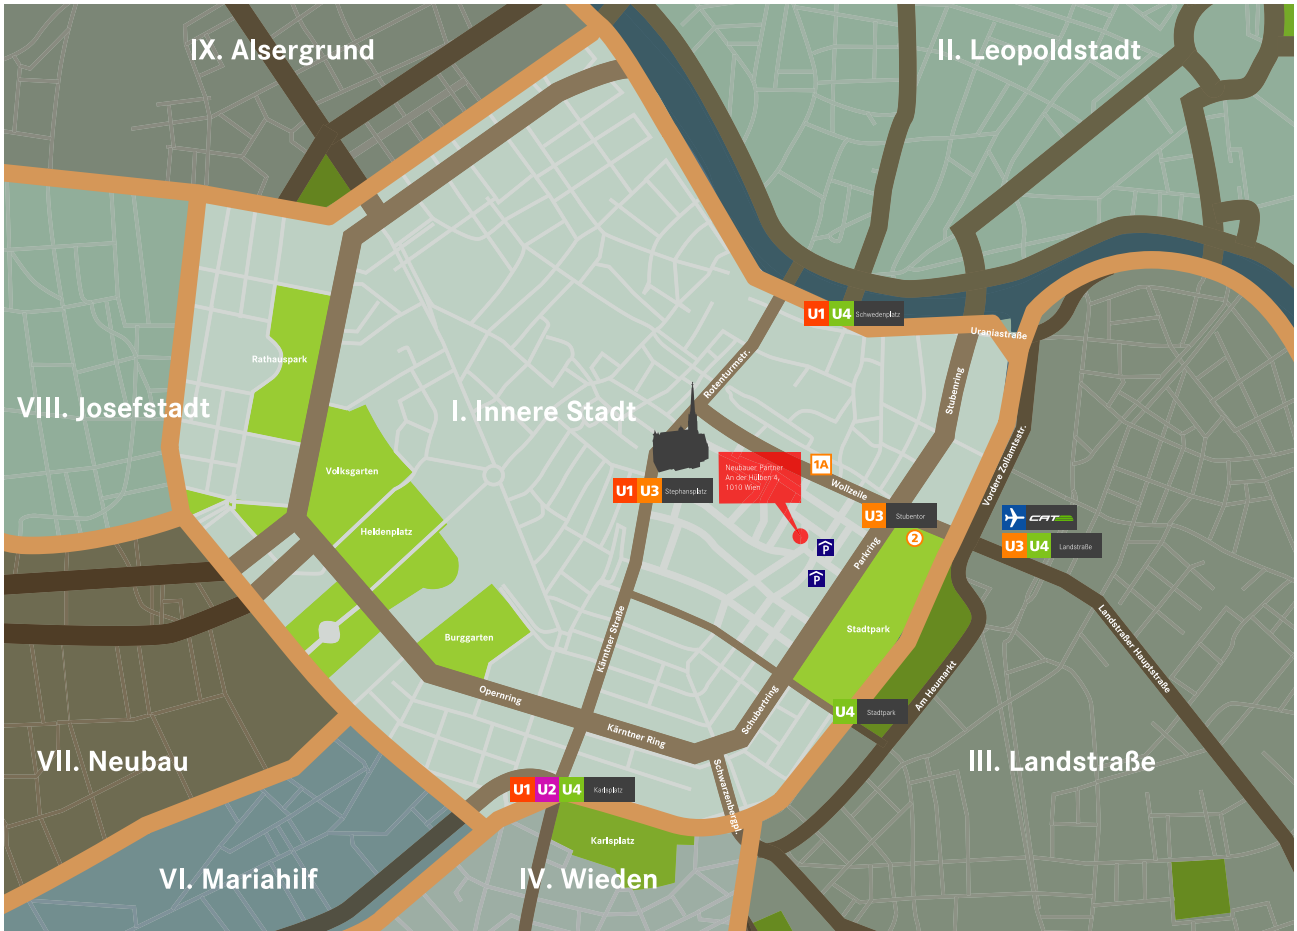 IX. Alsergrund
II. Leopoldstadt
U1 U4 Schwedenplatz
Uraniastraße
Rathauspark
Rotenturmstr.
Stubenring
VIII. Josefstadt
I. Innere Stadt
Volksgarten
Neubauer Partner
An der Hülben 4,
1010 Wien
1A
Wollzeile
Vordere Zollamtsstr.
U1 U3 Stephansplatz
U3 Stubentor
2
CAT
Heldenplatz
P
P
Parkring
U3 U4 Landstraße
Burggarten
Kärntner Straße
Stadtpark
Landstraßer Hauptstraße
Am Heumarkt
Opernring
Kärntner Ring
Schubertring
U4 Stadtpark
VII. Neubau
III. Landstraße
U1 U2 U4 Karlsplatz
Schwarzenbergpl.
Karlsplatz
VI. Mariahilf
IV. Wieden